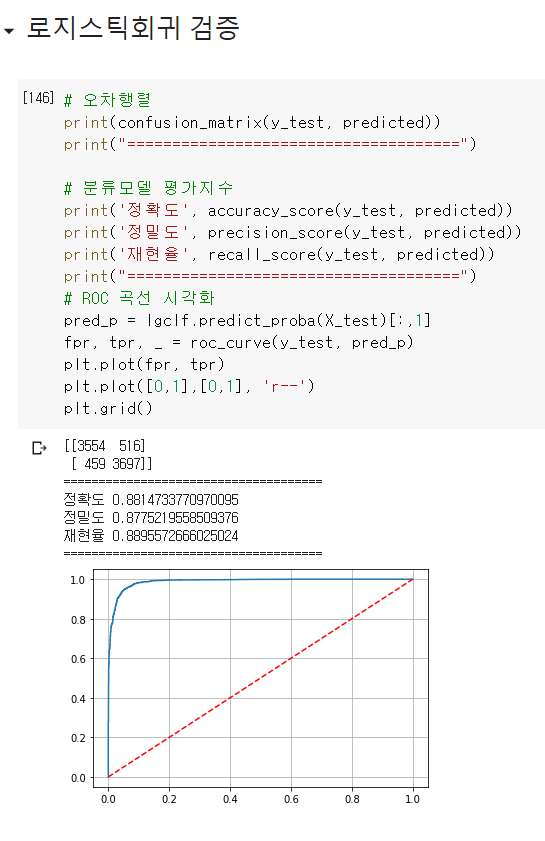 로지스틱회귀 검증
[146] # 오차행렬
print(confusion_matrix(y_test, predicted))
print("====================================")
# 분류모델 평가지수
print('정확도', accuracy_score(y_test, predicted))
print('정밀도', precision_score(y_test, predicted))
print('재현율', recall_score(y_test, predicted))
print("====================================")
# ROC 곡선 시각화
pred_p = lgclf.predict_proba(X_test)[:,1]
fpr, tpr, _ = roc_curve(y_test, pred_p)
plt.plot(fpr, tpr)
plt.plot([0,1],[0,1], 'r--')
plt.grid()
[[3554 516]
[ 459 3697]]
====================================
정확도 0.8814733770970095
정밀도 0.8775219558509376
재현율 0.8895572666025024
====================================
1.0
0.8
0.6
0.4
0.2
0.0
0.0 0.2 0.4 0.6 0.8 1.0